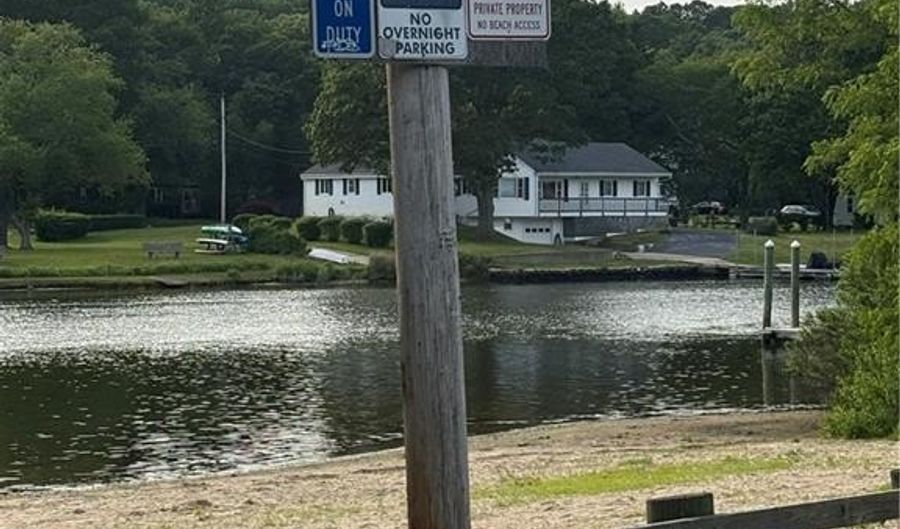 ON
DUTY
NO
OVERNIGHT
PARKING
PRIVATE PROPERTY
NO BEACH ACCESS